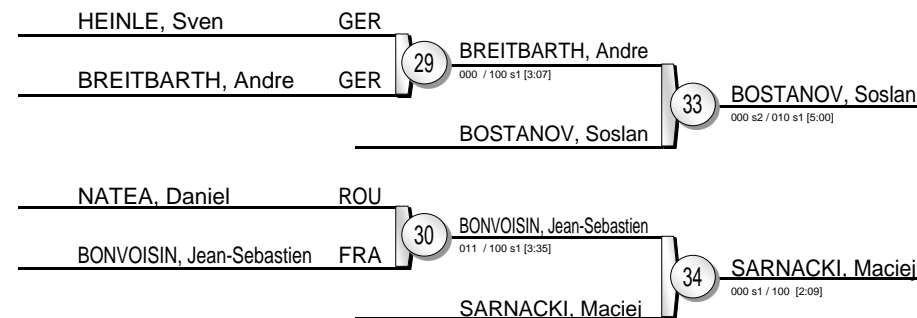 HEINLE, Sven GER
BREITBARTH, Andre GER
29
BREITBARTH, Andre
000 / 100 s1 [3:07]
BOSTANOV, Soslan
33
BOSTANOV, Soslan
000 s2 / 010 s1 [5:00]
NATEA, Daniel ROU
BONVOISIN, Jean-Sebastien FRA
30
BONVOISIN, Jean-Sebastien
011 / 100 s1 [3:35]
SARNACKI, Maciej
34
SARNACKI, Maciej
000 s1 / 100 [2:09]